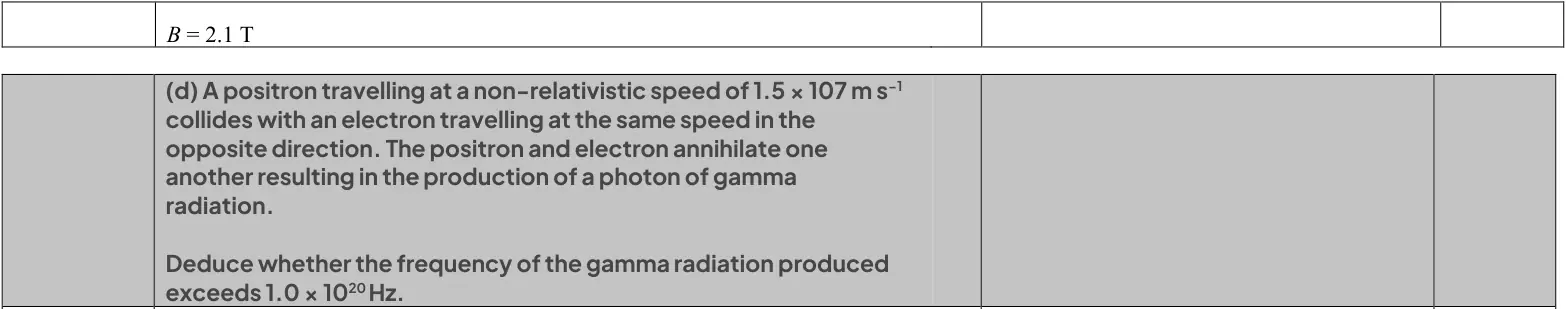 B = 2.1 T
(d) A positron travelling at a non-relativistic speed of 1.5 × 107 m s⁻¹
collides with an electron travelling at the same speed in the
opposite direction. The positron and electron annihilate one
another resulting in the production of a photon of gamma
radiation.
Deduce whether the frequency of the gamma radiation produced
exceeds 1.0 × 10²⁰ Hz.